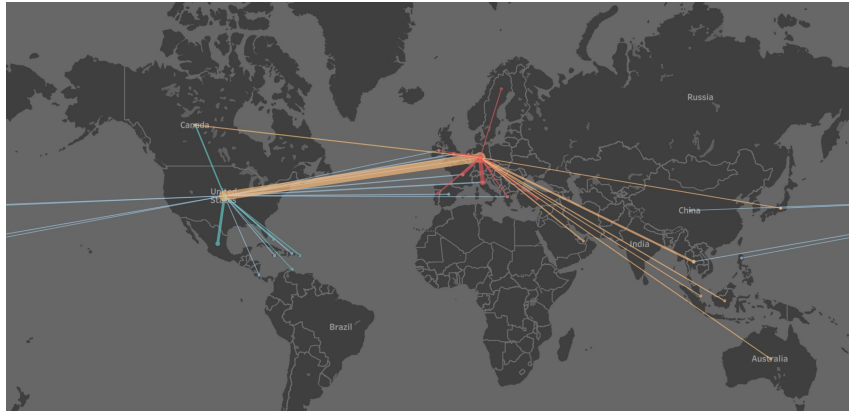 Russia
Canada
United
States
China
India
Brazil
Australia